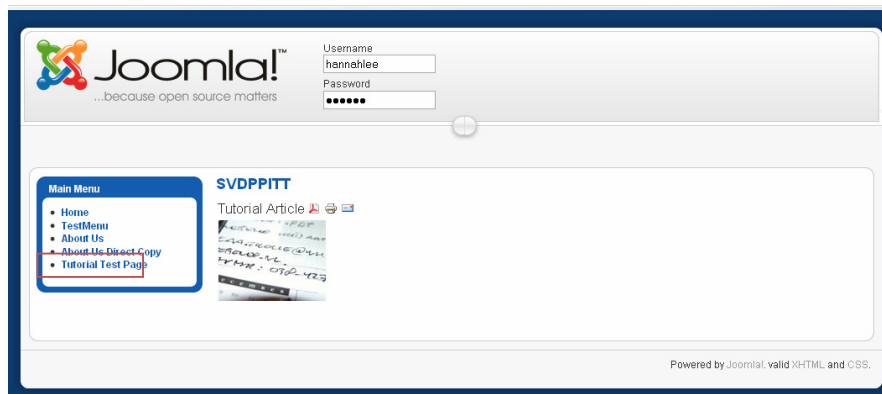 Joomla!™
...because open source matters
Username
hannahlee
Password
Main Menu
Home
TestMenu
About Us
About Us Direct Copy
Tutorial Test Page
SVDPPITT
Tutorial Article
Powered by Joomla!. valid XHTML and CSS.